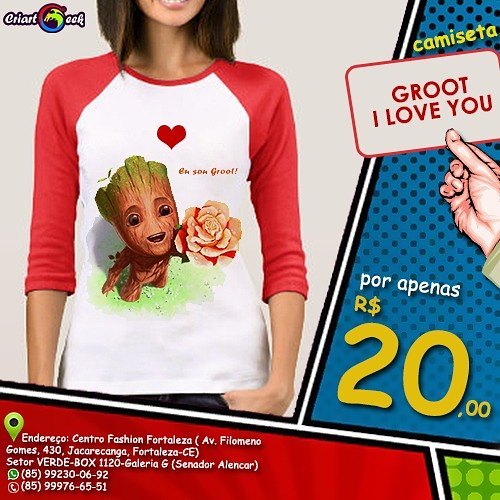 Criart Geek
camiseta
GROOT
I LOVE YOU
Eu sou Groot!
por apenas
R$
20,00
Endereço: Centro Fashion Fortaleza ( Av. Filomeno
Gomes, 430, Jacarecanga, Fortaleza-CE)
Setor VERDE-BOX 1120-Galeria G (Senador Alencar)
(85) 99230-06-92
(85) 99976-65-51